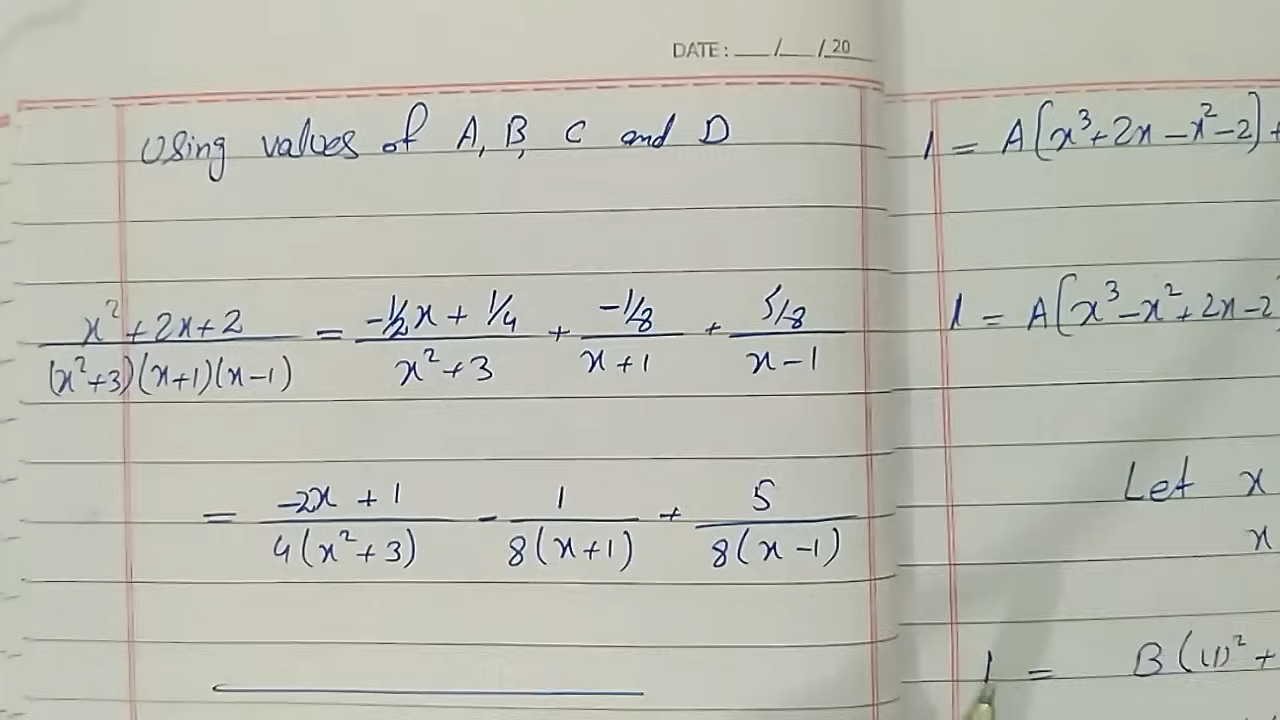 DATE : ___/___/20
Using values of A, B, C and D
x²+2x+2 / (x²+3)(x+1)(x-1) = -1/2x + 1/4 / x²+3 + -1/8 / x+1 + 5/8 / x-1
= -2x + 1 / 4(x²+3) - 1 / 8(x+1) + 5 / 8(x-1)
1 = A(x³+2x-x²-2)+
1 = A(x³-x²+2x-2
Let x
x
1 = B(1)²+